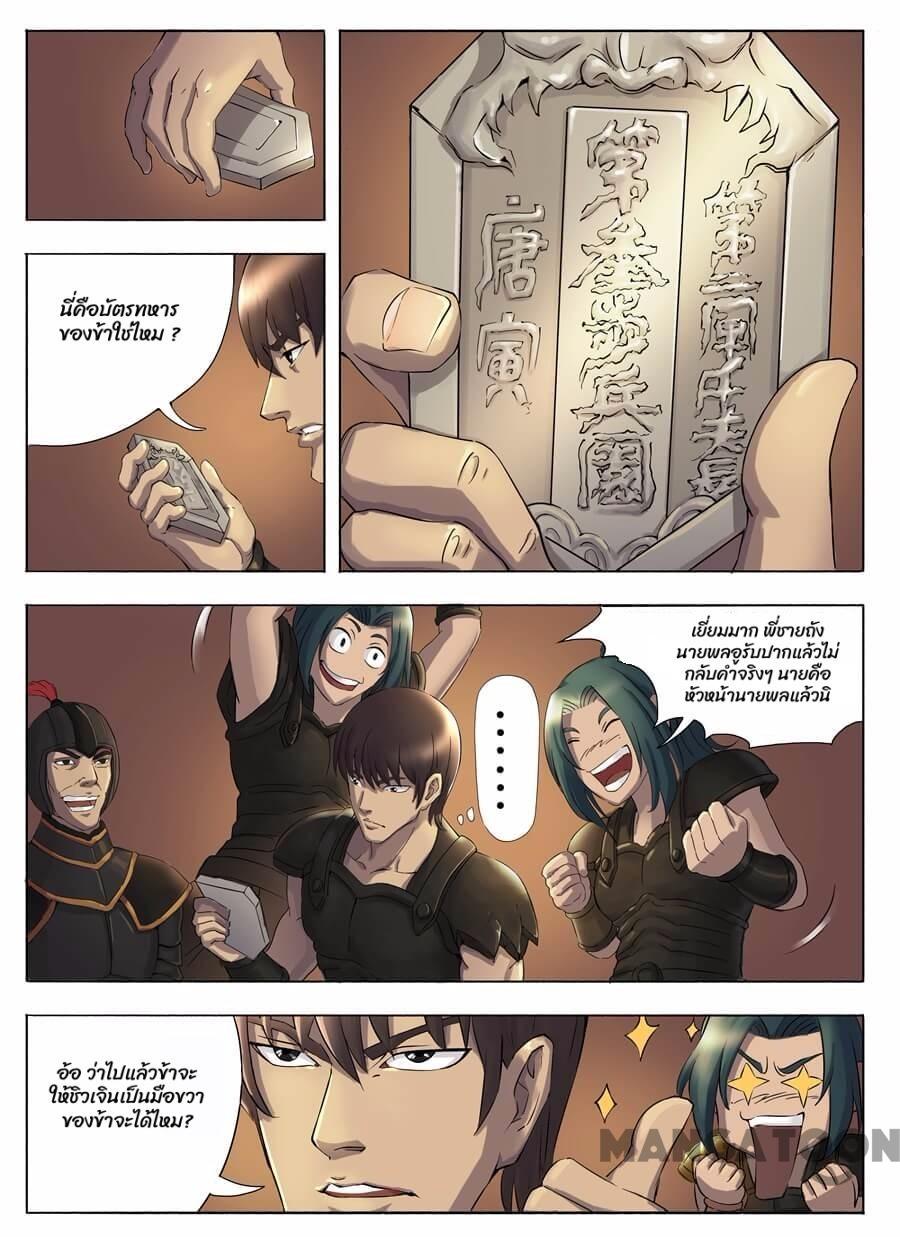 第二軍千夫長
第叁曾兵團
唐寅
นี่คือบัตรทหาร
ของข้าใช่ไหม ?
เยี่ยมมาก พี่ชายถัง
นายพลอูรับปากแล้วไม่
กลับคำจริงๆ นายคือ
หัวหน้านายพลแล้วนิ
อ้อ ว่าไปแล้วข้าจะ
ให้ชิวเจินเป็นมือขวา
ของข้าจะได้ไหม?
MANGATOON